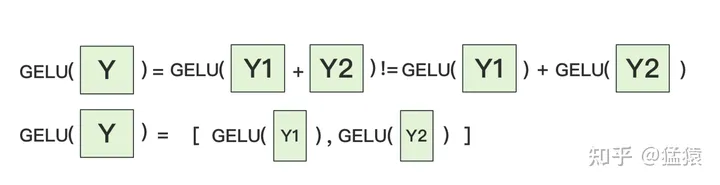 GELU( Y ) = GELU( Y1 + Y2 ) != GELU( Y1 ) + GELU( Y2 )
GELU( Y ) = [ GELU( Y1 ) , GELU( Y2 ) ]
知乎 @猛猿